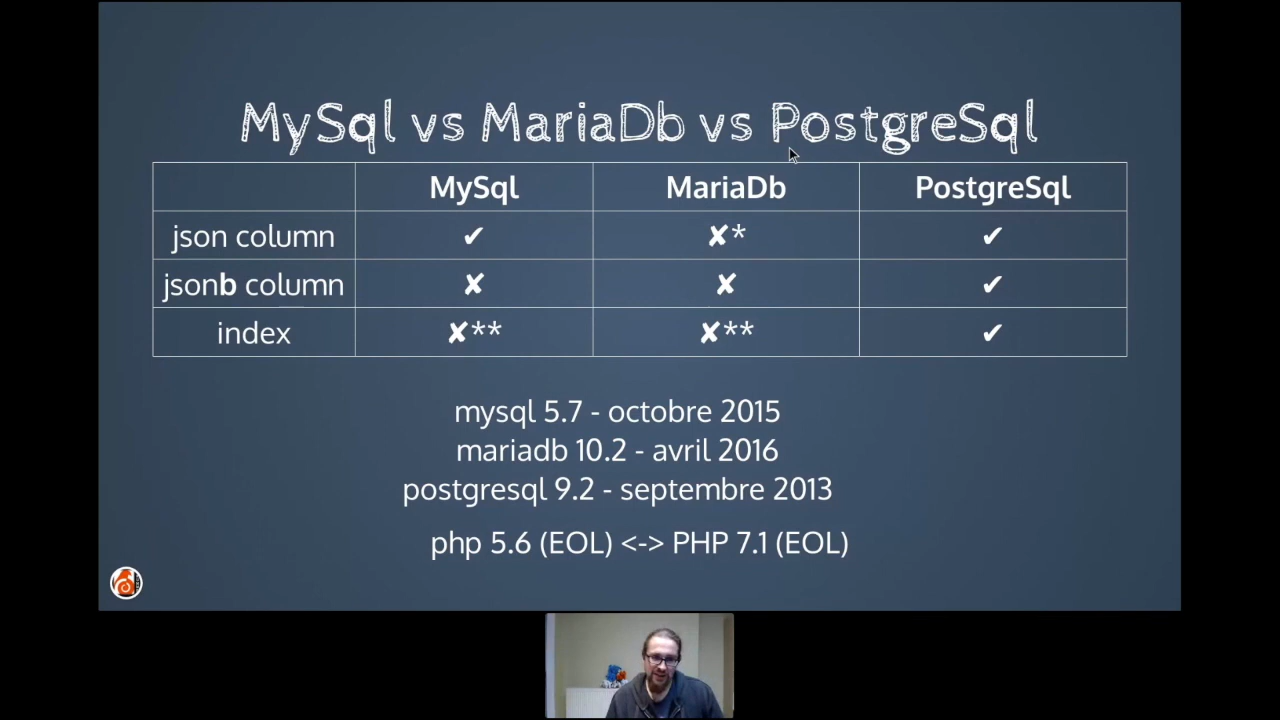 MySql vs MariaDb vs PostgreSql
MySql MariaDb PostgreSql
json column ✔ ✘* ✔
jsonb column ✘ ✘ ✔
index ✘** ✘** ✔
mysql 5.7 - octobre 2015
mariadb 10.2 - avril 2016
postgresql 9.2 - septembre 2013
php 5.6 (EOL) <-> PHP 7.1 (EOL)